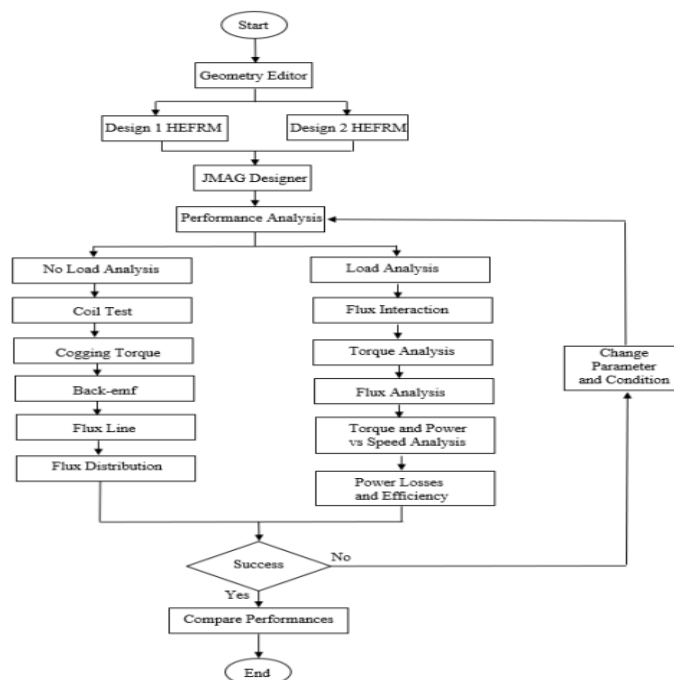 Start
Geometry Editor
Design 1 HEFRM
Design 2 HEFRM
JMAG Designer
Performance Analysis
No Load Analysis
Coil Test
Cogging Torque
Back-emf
Flux Line
Flux Distribution
Load Analysis
Flux Interaction
Torque Analysis
Flux Analysis
Torque and Power
vs Speed Analysis
Power Losses
and Efficiency
Change
Parameter
and Condition
Success
No
Yes
Compare Performances
End